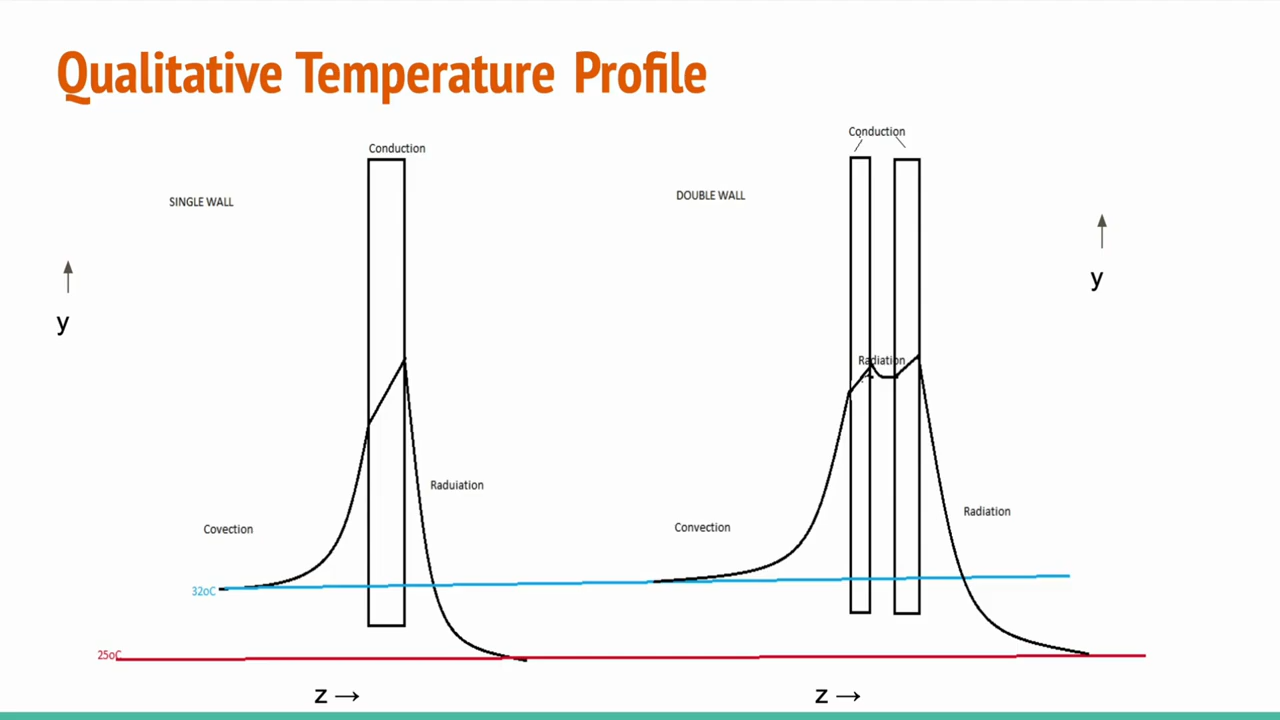 Qualitative Temperature Profile
Conduction
SINGLE WALL
y
Covection
Raduiation
32oC
25oC
z →
Conduction
DOUBLE WALL
y
Radiation
Convection
Radiation
z →